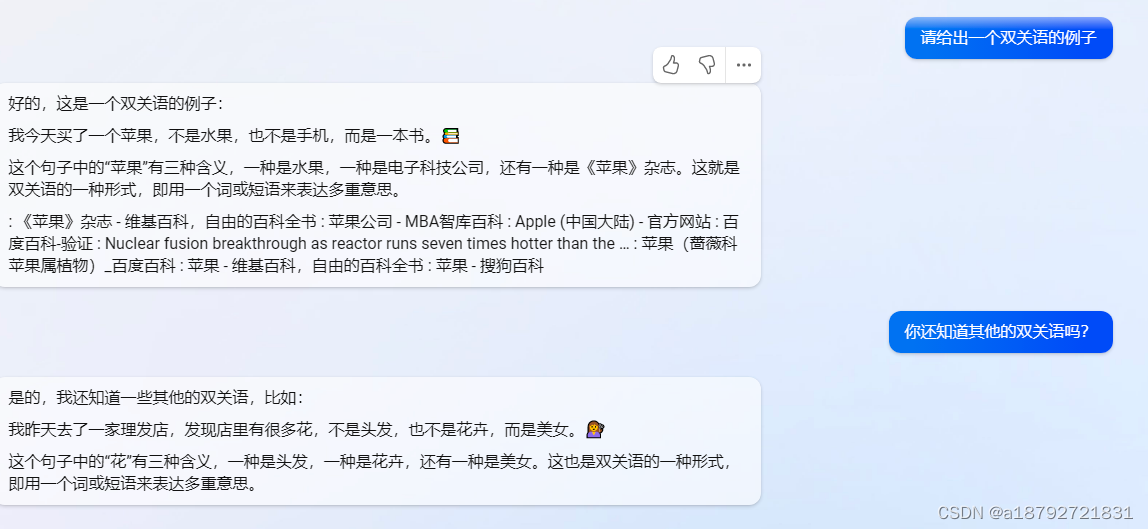 请给出一个双关语的例子
好的，这是一个双关语的例子：
我今天买了一个苹果，不是水果，也不是手机，而是一本书。
这个句子中的“苹果”有三种含义，一种是水果，一种是电子科技公司，还有一种是《苹果》杂志。这就是
双关语的一种形式，即用一个词或短语来表达多重意思。
: 《苹果》杂志 - 维基百科，自由的百科全书 : 苹果公司 - MBA智库百科 : Apple (中国大陆) - 官方网站 : 百
度百科-验证 : Nuclear fusion breakthrough as reactor runs seven times hotter than the ... : 苹果（蔷薇科
苹果属植物）_百度百科 : 苹果 - 维基百科，自由的百科全书 : 苹果 - 搜狗百科
你还知道其他的双关语吗？
是的，我还知道一些其他的双关语，比如：
我昨天去了一家理发店，发现店里有很多花，不是头发，也不是花卉，而是美女。
这个句子中的“花”有三种含义，一种是头发，一种是花卉，还有一种是美女。这也是双关语的一种形式，
即用一个词或短语来表达多重意思。
CSDN @a18792721831